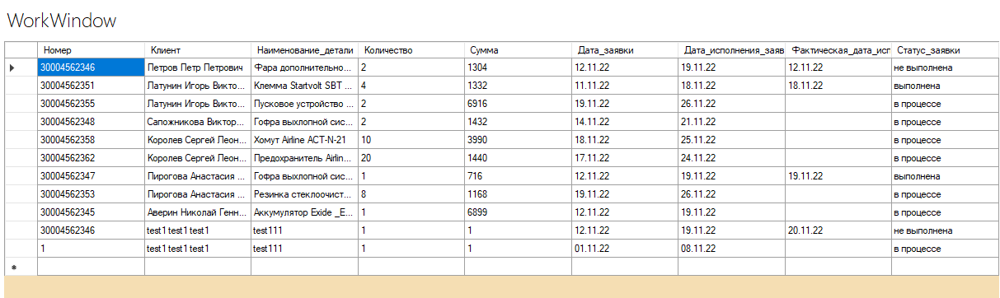 WorkWindow
Номер Клиент Наименование_детали Количество Сумма Дата_заявки Дата_исполнения_заяв Фактическая_дата_исп Статус_заявки
30004562346 Петров Петр Петрович Фара дополнительно... 2 1304 12.11.22 19.11.22 12.11.22 не выполнена
30004562351 Латунин Игорь Викто... Клемма Startvolt SBT ... 4 1332 11.11.22 18.11.22 18.11.22 выполнена
30004562355 Латунин Игорь Викто... Пусковое устройство ... 2 6916 19.11.22 26.11.22 в процессе
30004562348 Сапожникова Виктор... Гофра выхлопной сис... 2 1432 14.11.22 21.11.22 в процессе
30004562358 Королев Сергей Леон... Хомут Airline ACT-N-21 10 3990 18.11.22 25.11.22 в процессе
30004562362 Королев Сергей Леон... Предохранитель Airlin... 20 1440 17.11.22 24.11.22 в процессе
30004562347 Пирогова Анастасия ... Гофра выхлопной сис... 1 716 12.11.22 19.11.22 19.11.22 выполнена
30004562353 Пирогова Анастасия ... Резинка стеклоочист... 8 1168 19.11.22 26.11.22 в процессе
30004562345 Аверин Николай Генн... Аккумулятор Exide _E... 1 6899 12.11.22 19.11.22 в процессе
30004562346 test1 test1 test1 test111 1 1 12.11.22 19.11.22 20.11.22 не выполнена
1 test1 test1 test1 test111 1 1 01.11.22 08.11.22 в процессе